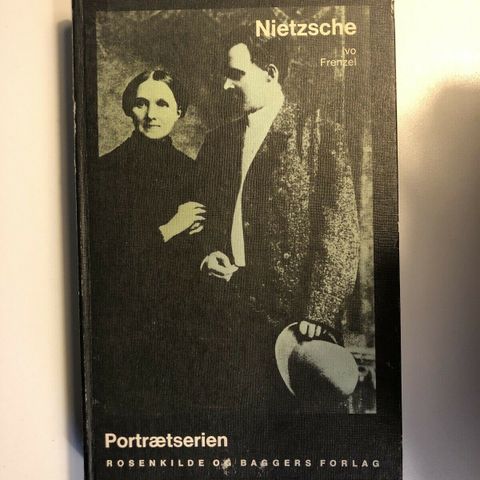 Nietzsche
Ivo
Frenzel
Portrætserien
ROSENKILDE OG BAGGERS FORLAG